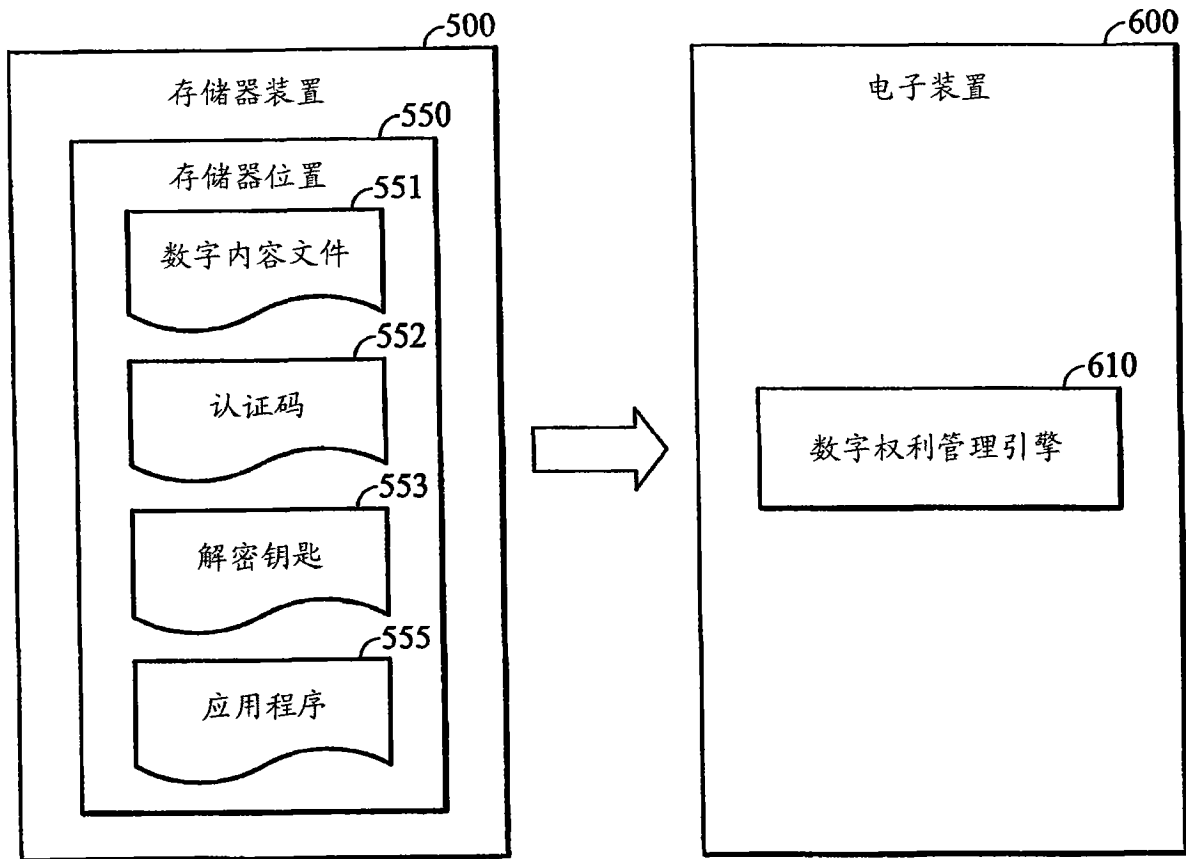 500
存储器装置
550
存储器位置
551
数字内容文件
552
认证码
553
解密钥匙
555
应用程序
600
电子装置
610
数字权利管理引擎